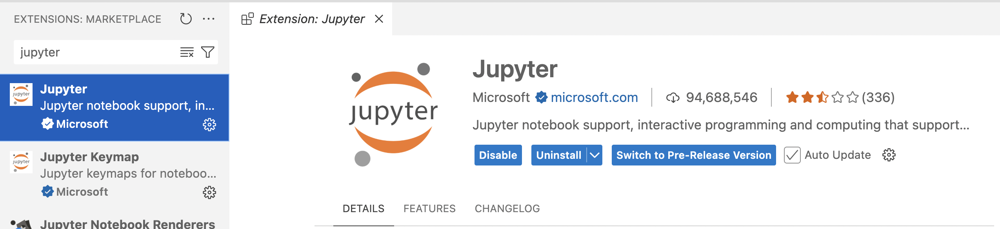 EXTENSIONS: MARKETPLACE
jupyter
Jupyter
jupyter
Jupyter notebook support, in...
Microsoft
Jupyter Keymap
jupyter
Jupyter keymaps for noteboo...
Microsoft
Jupyter Notebook Renderers
Extension: Jupyter
jupyter
Jupyter
Microsoft microsoft.com 94,688,546 (336)
Jupyter notebook support, interactive programming and computing that support...
Disable Uninstall Switch to Pre-Release Version Auto Update
DETAILS FEATURES CHANGELOG